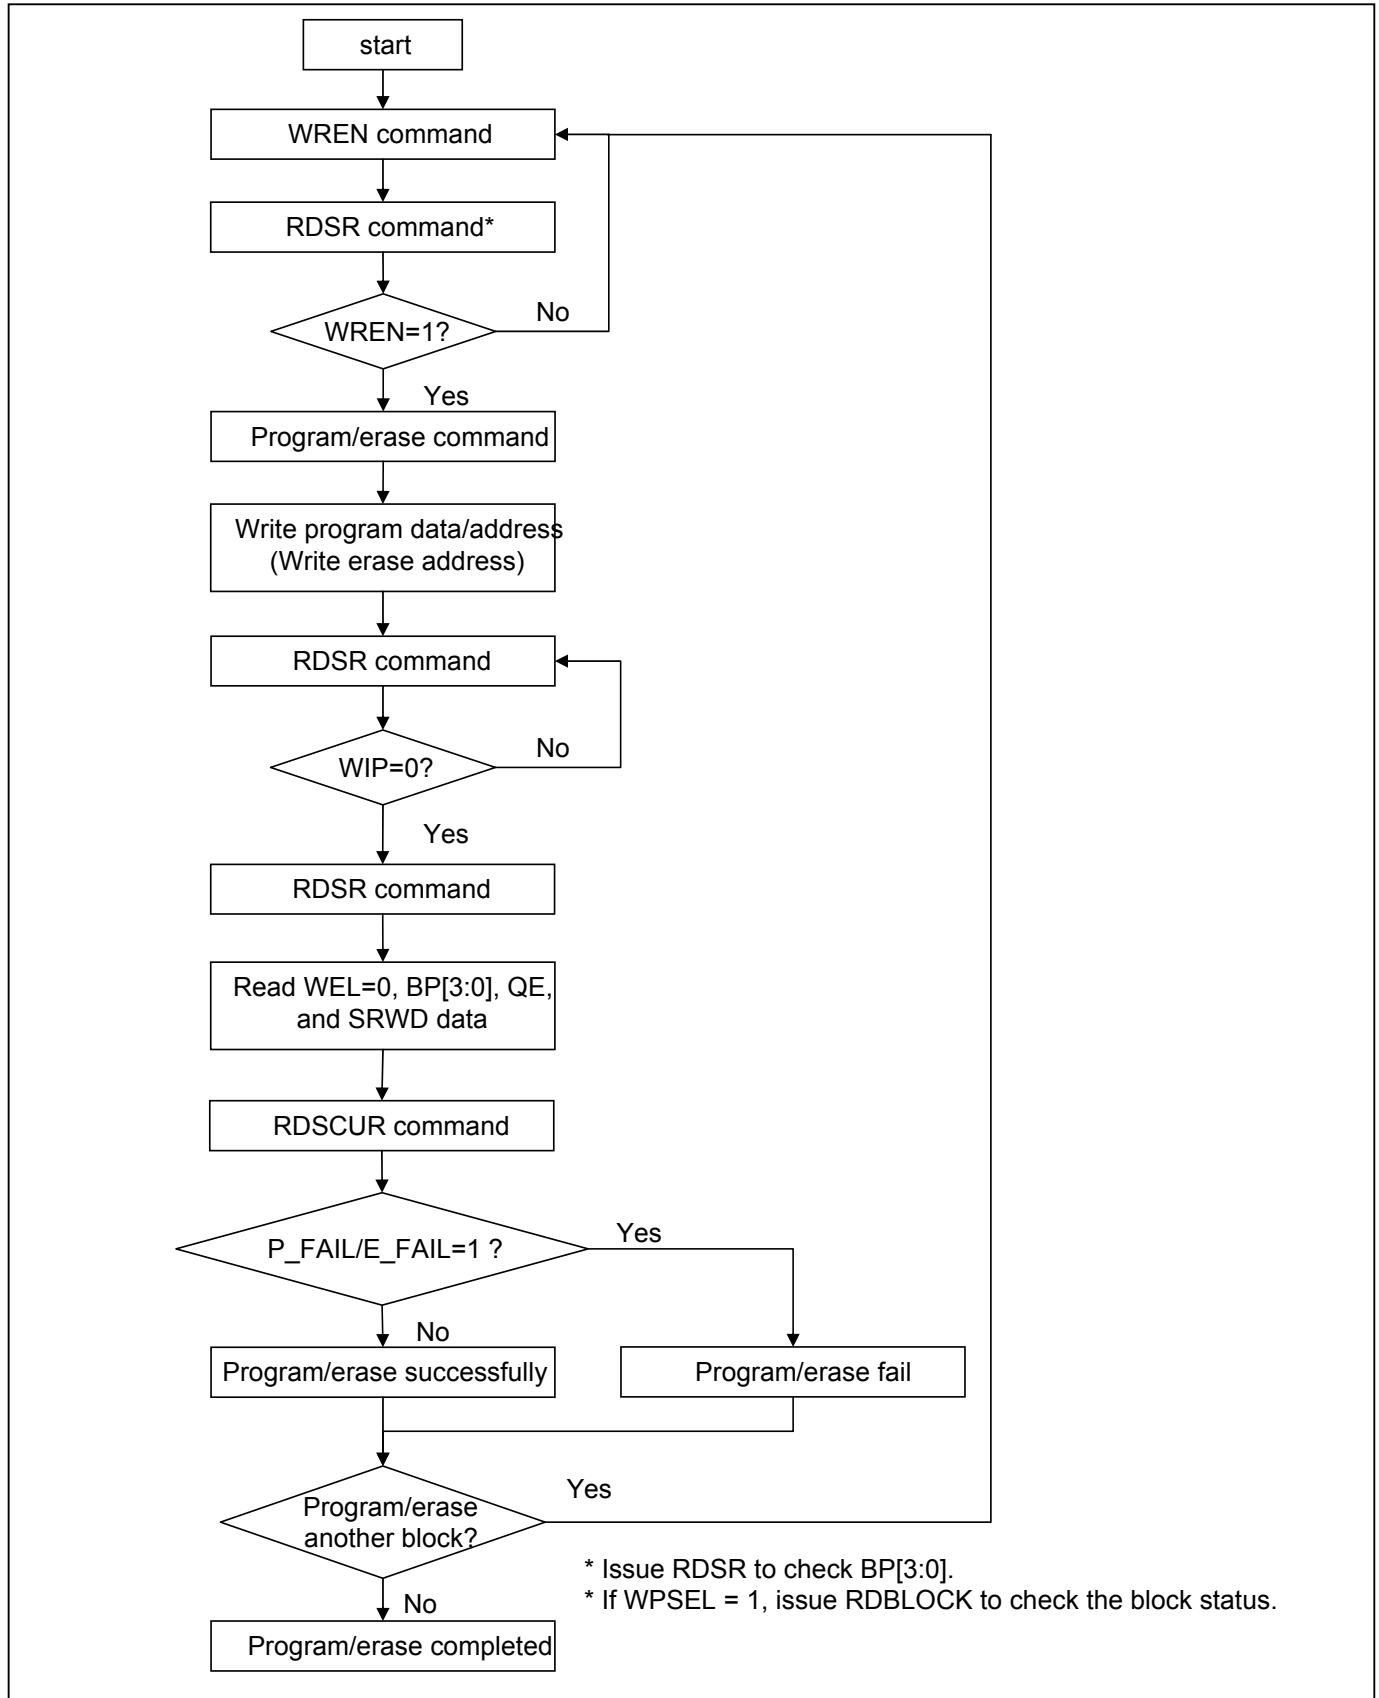 start
WREN command
RDSR command*
WREN=1?
No
Yes
Program/erase command
Write program data/address
(Write erase address)
RDSR command
WIP=0?
No
Yes
RDSR command
Read WEL=0, BP[3:0], QE,
and SRWD data
RDSCUR command
P_FAIL/E_FAIL=1 ?
Yes
No
Program/erase successfully
Program/erase fail
Program/erase
another block?
Yes
* Issue RDSR to check BP[3:0].
* If WPSEL = 1, issue RDBLOCK to check the block status.
No
Program/erase completed